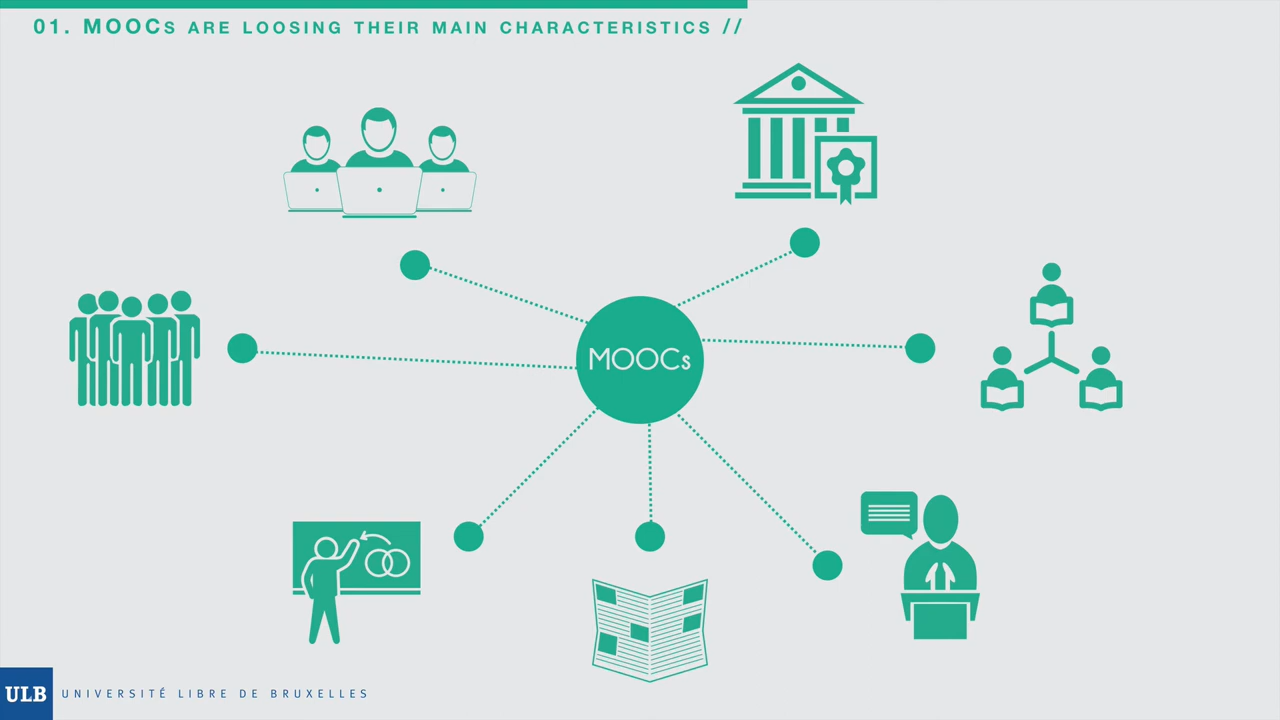 01. MOOCs ARE LOOSING THEIR MAIN CHARACTERISTICS //
MOOCs
ULB UNIVERSITÉ LIBRE DE BRUXELLES